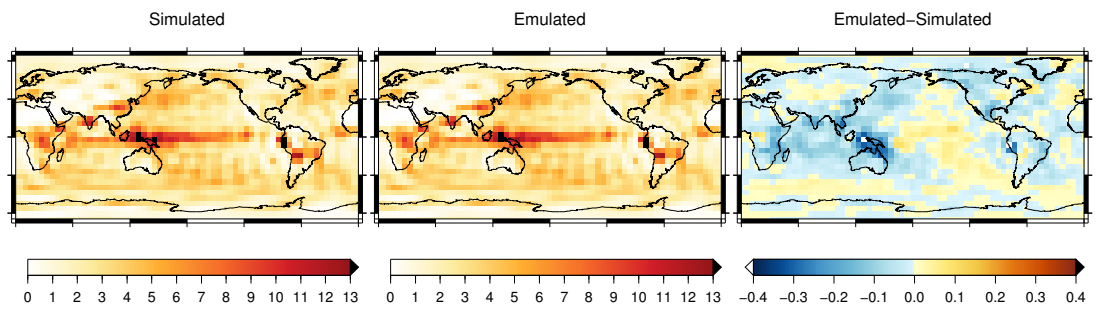 Simulated
Emulated
Emulated−Simulated
0 1 2 3 4 5 6 7 8 9 10 11 12 13
0 1 2 3 4 5 6 7 8 9 10 11 12 13
−0.4 −0.3 −0.2 −0.1 0.0 0.1 0.2 0.3 0.4